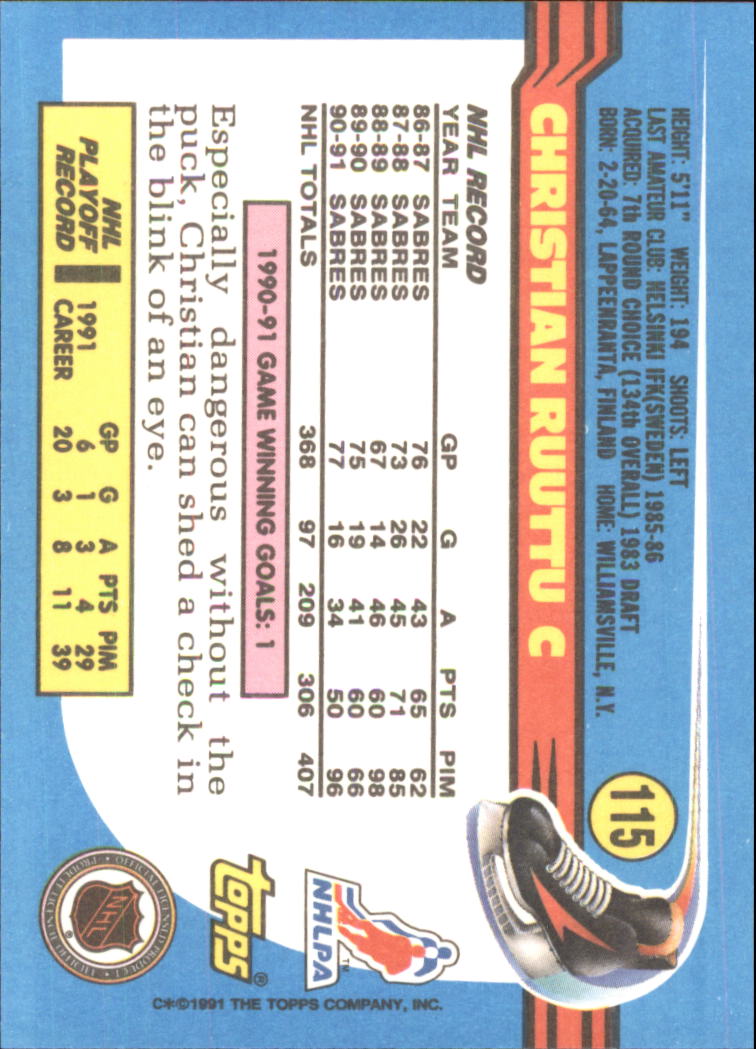 HEIGHT: 5'11" WEIGHT: 194 SHOOTS: LEFT
LAST AMATEUR CLUB: HELSINKI IFK(SWEDEN) 1985-86
ACQUIRED: 7th ROUND CHOICE (134th OVERALL) 1983 DRAFT
BORN: 2-20-64, LAPPEENRANTA, FINLAND HOME: WILLIAMSVILLE, N.Y.
115
CHRISTIAN RUUTTU C
NHL RECORD
YEAR TEAM GP G A PTS PIM
86-87 SABRES 76 22 43 65 62
87-88 SABRES 73 26 45 71 85
88-89 SABRES 67 14 46 60 98
89-90 SABRES 75 19 41 60 66
90-91 SABRES 77 16 34 50 96
NHL TOTALS 368 97 209 306 407
1990-91 GAME WINNING GOALS: 1
Especially dangerous without the
puck, Christian can shed a check in
the blink of an eye.
NHL
PLAYOFF
RECORD
GP G A PTS PIM
1991 6 1 3 4 29
CAREER 20 3 8 11 39
NHLPA
TM
TOPPS®
NHL
®
OFFICIAL LICENSED PRODUCT
C*©1991 THE TOPPS COMPANY, INC.